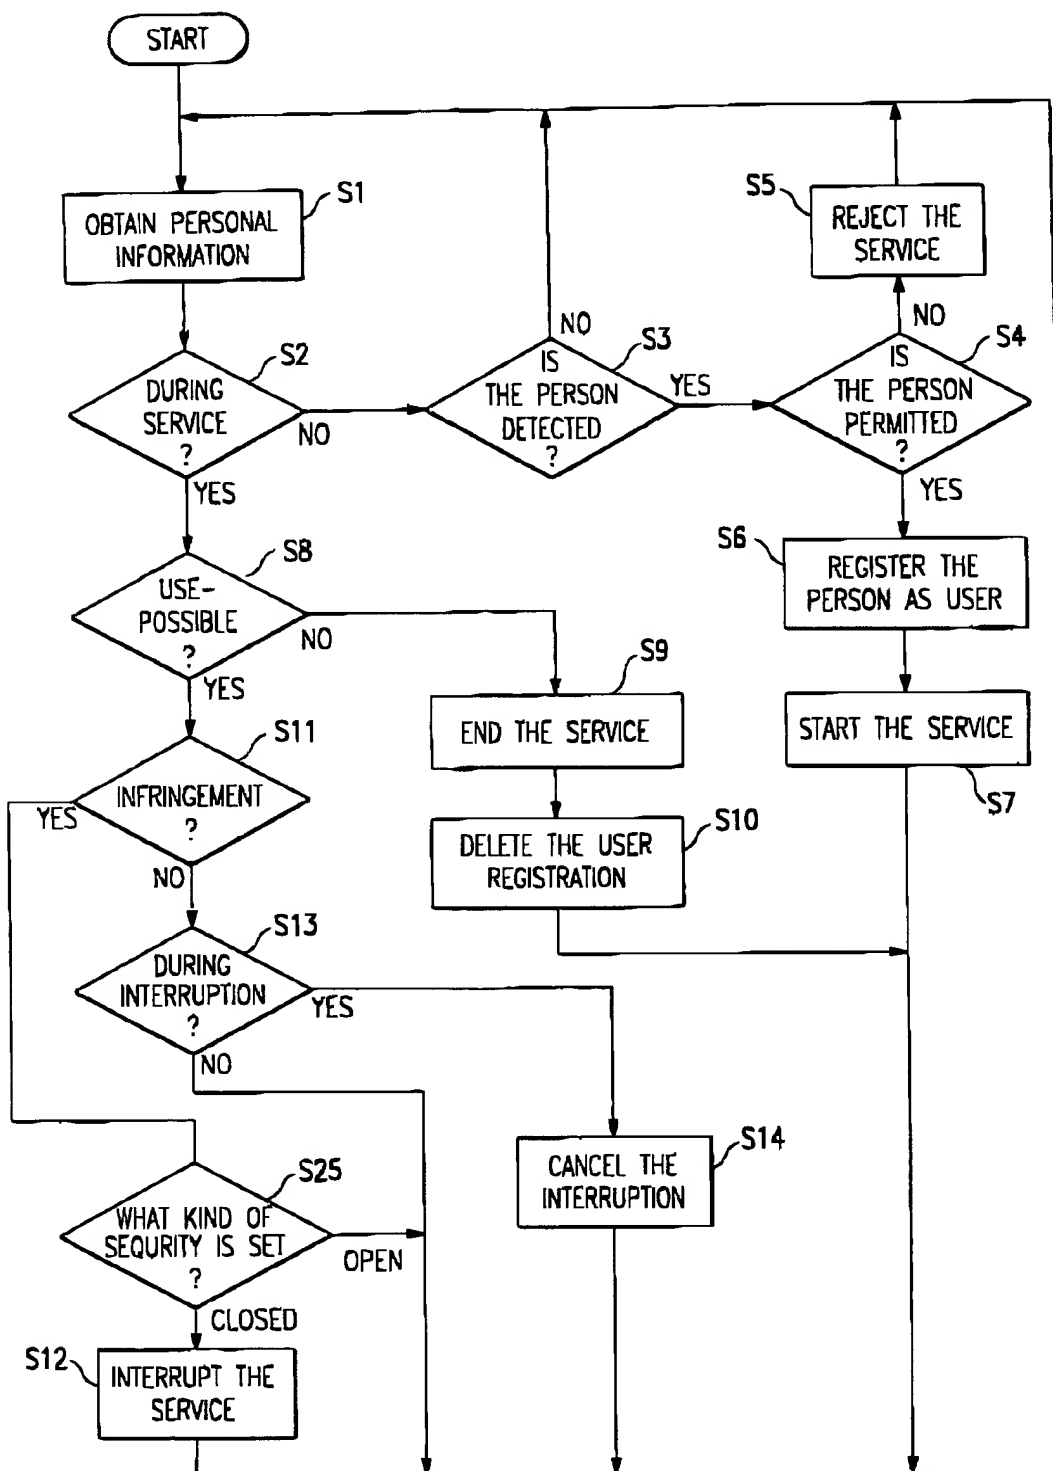 START
S1
OBTAIN PERSONAL
INFORMATION
S5
REJECT THE
SERVICE
NO
NO
S2
DURING
SERVICE
?
NO
YES
S3
IS
THE PERSON
DETECTED
?
YES
S4
IS
THE PERSON
PERMITTED
?
YES
S6
REGISTER THE
PERSON AS USER
S8
USE-
POSSIBLE
?
NO
YES
S9
END THE SERVICE
START THE SERVICE
S7
S11
INFRINGEMENT
?
YES
NO
S10
DELETE THE USER
REGISTRATION
S13
DURING
INTERRUPTION
?
YES
NO
S14
CANCEL THE
INTERRUPTION
S25
WHAT KIND OF
SEQURITY IS SET
?
OPEN
CLOSED
S12
INTERRUPT THE
SERVICE